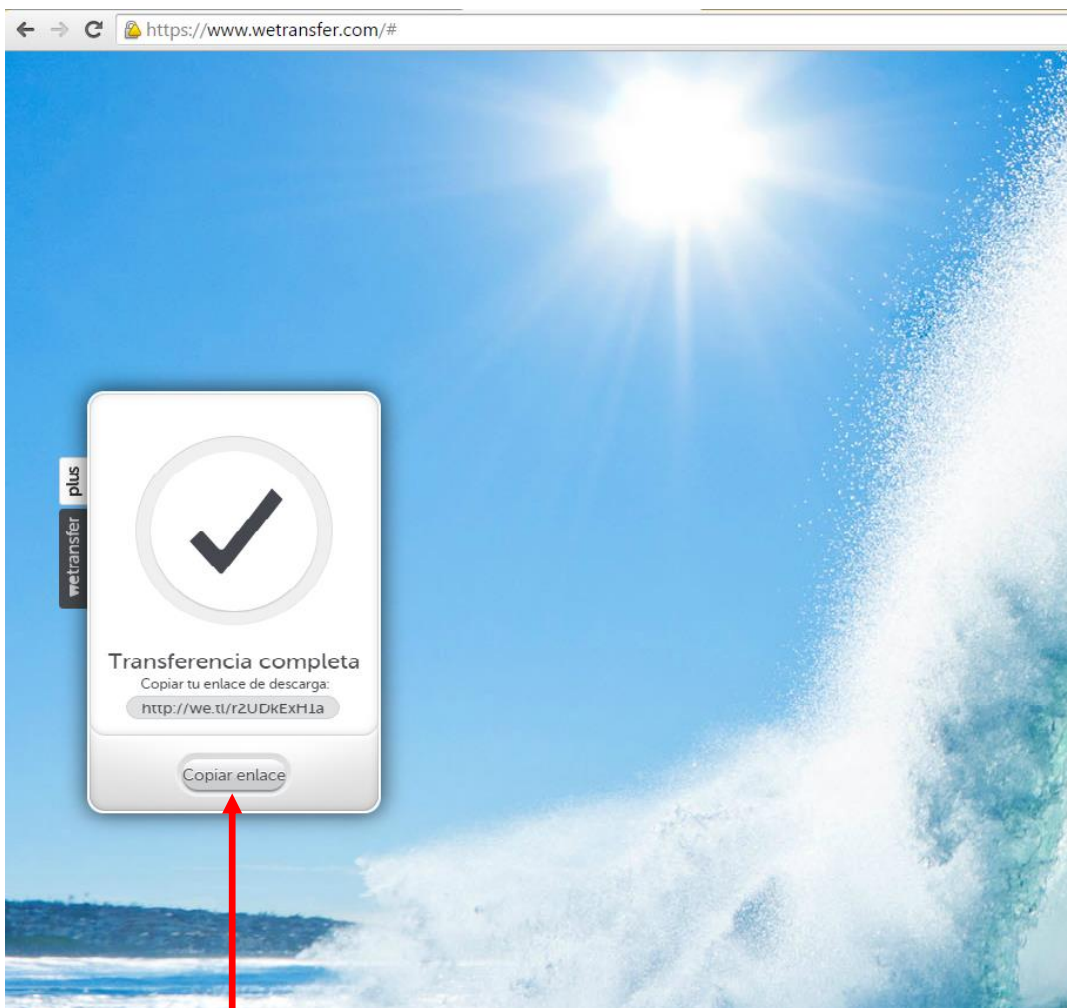 https://www.wetransfer.com/#
plus
wetransfer
Transferencia completa
Copiar tu enlace de descarga:
http://we.tl/r2UDkExH1a
Copiar enlace